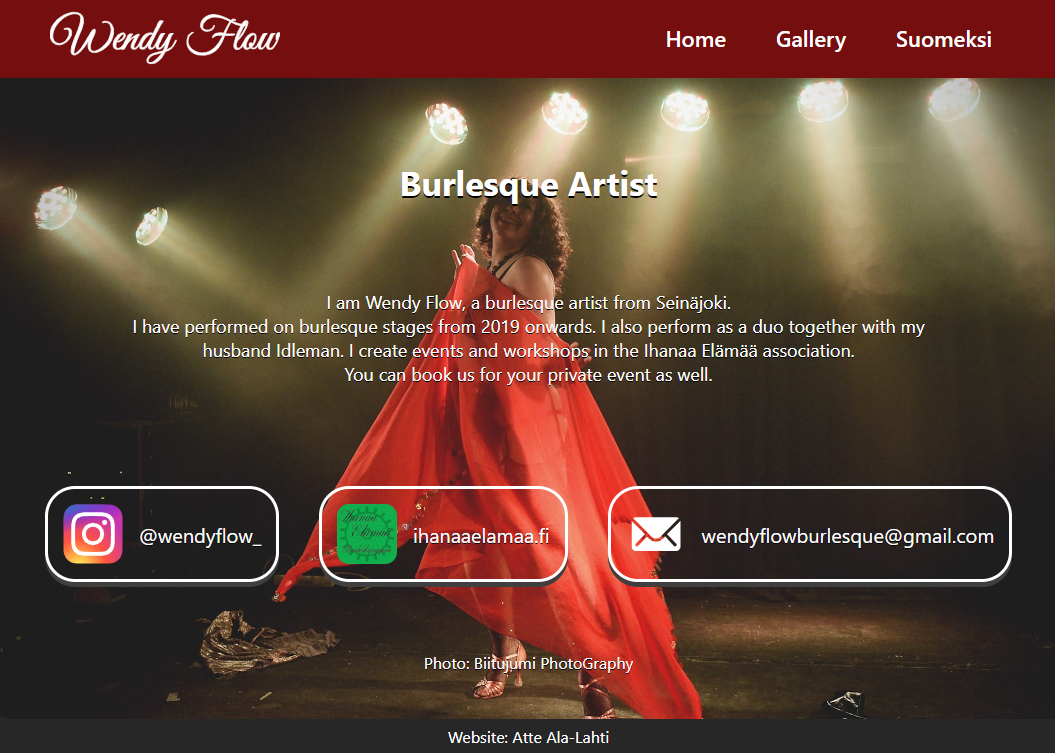 Wendy Flow
Home
Gallery
Suomeksi
Burlesque Artist
I am Wendy Flow, a burlesque artist from Seinäjoki.
I have performed on burlesque stages from 2019 onwards. I also perform as a duo together with my
husband Idleman. I create events and workshops in the Ihanaa Elämää association.
You can book us for your private event as well.
@wendyflow_
Ihanaa
Elämää
ihanaaelamaa.fi
wendyflowburlesque@gmail.com
Photo: Biitujumi PhotoGraphy
Website: Atte Ala-Lahti